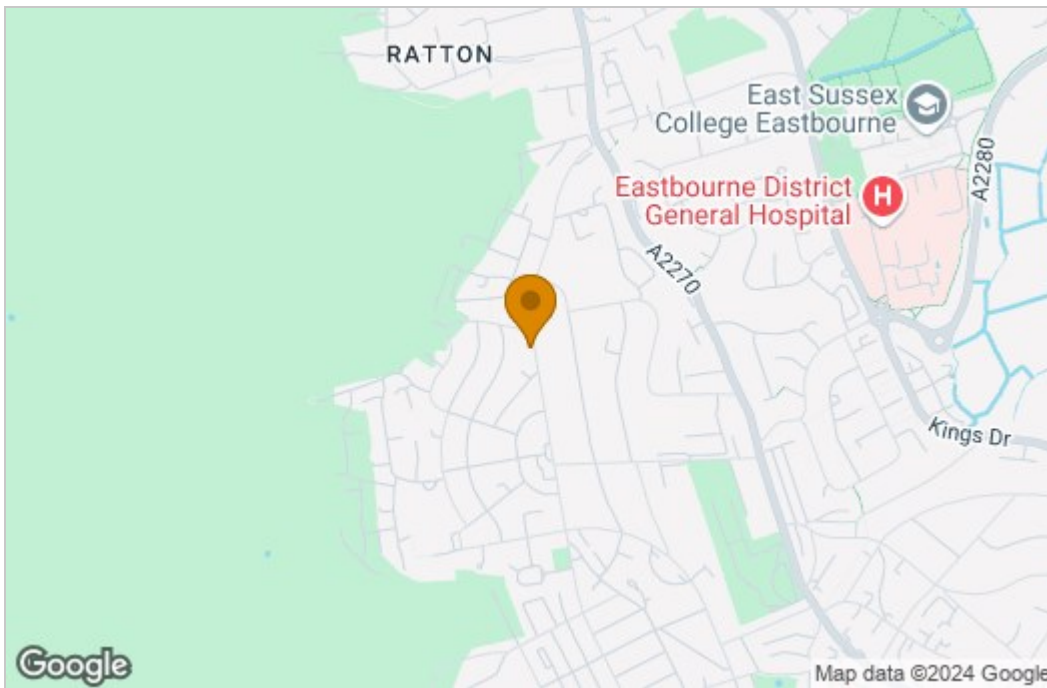 RATTON
East Sussex
College Eastbourne
A2280
Eastbourne District
General Hospital
H
A2270
Kings Dr
Google
Map data ©2024 Google